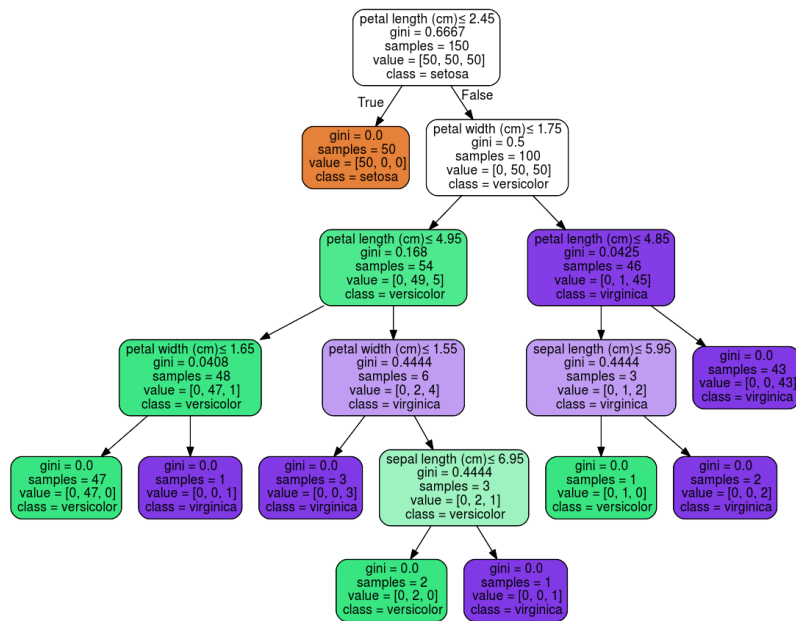 petal length (cm)≤ 2.45
gini = 0.6667
samples = 150
value = [50, 50, 50]
class = setosa
True
False
gini = 0.0
samples = 50
value = [50, 0, 0]
class = setosa
petal width (cm)≤ 1.75
gini = 0.5
samples = 100
value = [0, 50, 50]
class = versicolor
petal length (cm)≤ 4.95
gini = 0.168
samples = 54
value = [0, 49, 5]
class = versicolor
petal length (cm)≤ 4.85
gini = 0.0425
samples = 46
value = [0, 1, 45]
class = virginica
petal width (cm)≤ 1.65
gini = 0.0408
samples = 48
value = [0, 47, 1]
class = versicolor
petal width (cm)≤ 1.55
gini = 0.4444
samples = 6
value = [0, 2, 4]
class = virginica
sepal length (cm)≤ 5.95
gini = 0.4444
samples = 3
value = [0, 1, 2]
class = virginica
gini = 0.0
samples = 43
value = [0, 0, 43]
class = virginica
gini = 0.0
samples = 47
value = [0, 47, 0]
class = versicolor
gini = 0.0
samples = 1
value = [0, 0, 1]
class = virginica
gini = 0.0
samples = 3
value = [0, 0, 3]
class = virginica
sepal length (cm)≤ 6.95
gini = 0.4444
samples = 3
value = [0, 2, 1]
class = versicolor
gini = 0.0
samples = 1
value = [0, 1, 0]
class = versicolor
gini = 0.0
samples = 2
value = [0, 0, 2]
class = virginica
gini = 0.0
samples = 2
value = [0, 2, 0]
class = versicolor
gini = 0.0
samples = 1
value = [0, 0, 1]
class = virginica